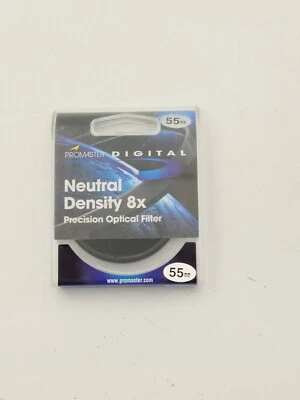 55mm
PROMASTER DIGITAL
Neutral
Density 8x
Precision Optical Filter
55mm
www.promaster.com